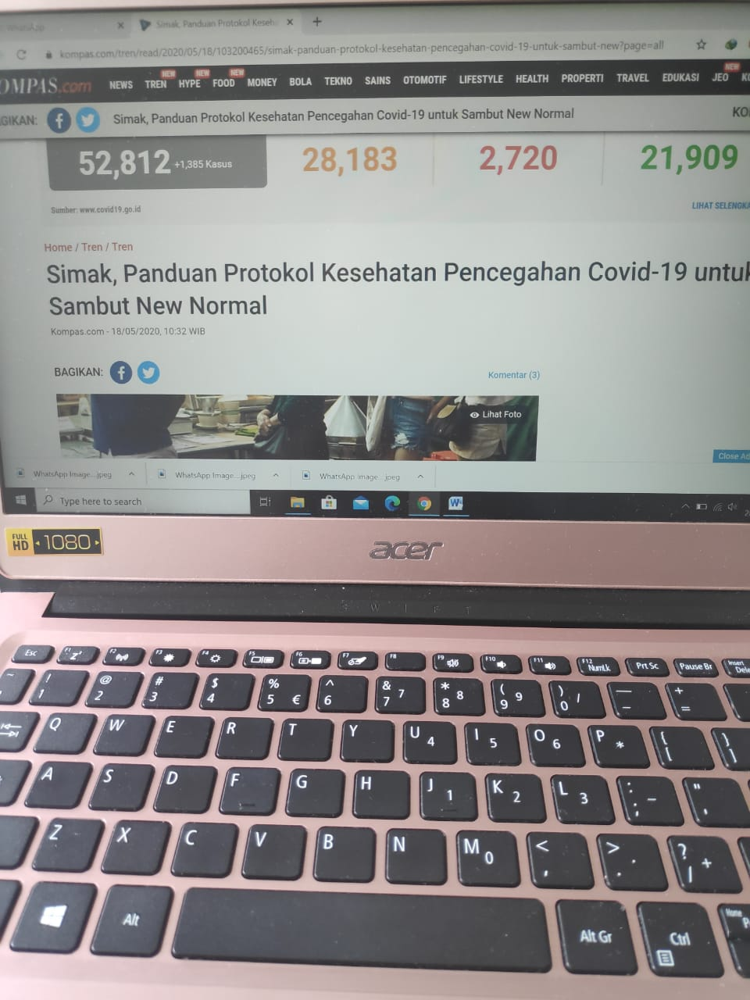 WhatsApp
Simak, Panduan Protokol Keseha
kompas.com/tren/read/2020/05/18/103200465/simak-panduan-protokol-kesehatan-pencegahan-covid-19-untuk-sambut-new?page=all
OMPAS.com NEWS TREN NEW HYPE NEW FOOD NEW MONEY BOLA TEKNO SAINS OTOMOTIF LIFESTYLE HEALTH PROPERTI TRAVEL EDUKASI JEO NEW
GIKAN: Simak, Panduan Protokol Kesehatan Pencegahan Covid-19 untuk Sambut New Normal
52,812 +1,385 Kasus 28,183 2,720 21,909
Sumber: www.covid19.go.id LIHAT SELENGKA
Home / Tren / Tren
Simak, Panduan Protokol Kesehatan Pencegahan Covid-19 untuk
Sambut New Normal
Kompas.com - 18/05/2020, 10:32 WIB
BAGIKAN: Komentar (3)
Lihat Foto
Close Ad
WhatsApp Image....jpeg WhatsApp Image....jpeg WhatsApp Image....jpeg
Type here to search
FULL HD 1080 acer
SWIFT
Esc F1 F2 F3 F4 F5 F6 F7 F8 F9 F10 F11 F12 NumLk Prt Sc Pause Br Insert Dele
~ ! 1 @ 2 # 3 $ 4 % 5 € ^ 6 & 7 7 * 8 8 ( 9 9 ) 0 / — - + =
Q W E R T Y U 4 I 5 O 6 P * { [ } ]
A S D F G H J 1 K 2 L 3 : ; - " '
Z X C V B N M 0 < , > . . ? / +
Alt Alt Gr Ctrl Home